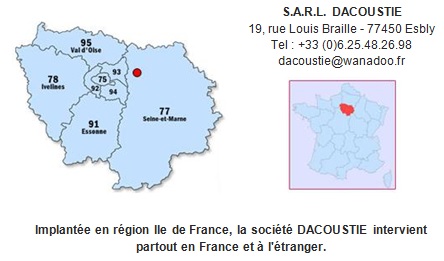 S.A.R.L. DACOUSTIE
19, rue Louis Braille - 77450 Esbly
Tel : +33 (0)6.25.48.26.98
dacoustie@wanadoo.fr
95
Val d'Oise
78
Ivelines
93
75
92
94
77
Seine-et-Marne
91
Essonne
Implantée en région Ile de France, la société DACOUSTIE intervient
partout en France et à l'étranger.